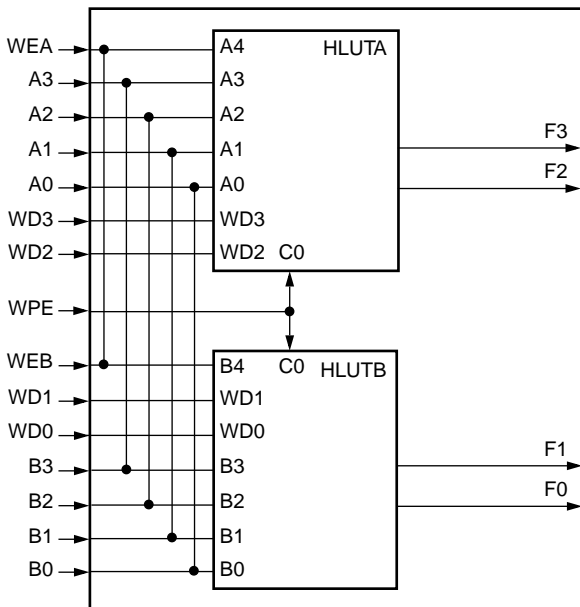 WEA A4 HLUTA
A3 A3
A2 A2
A1 A1 F3
A0 A0 F2
WD3 WD3
WD2 WD2 C0
WPE
WEB B4 C0 HLUTB
WD1 WD1
WD0 WD0
B3 B3 F1
B2 B2 F0
B1 B1
B0 B0